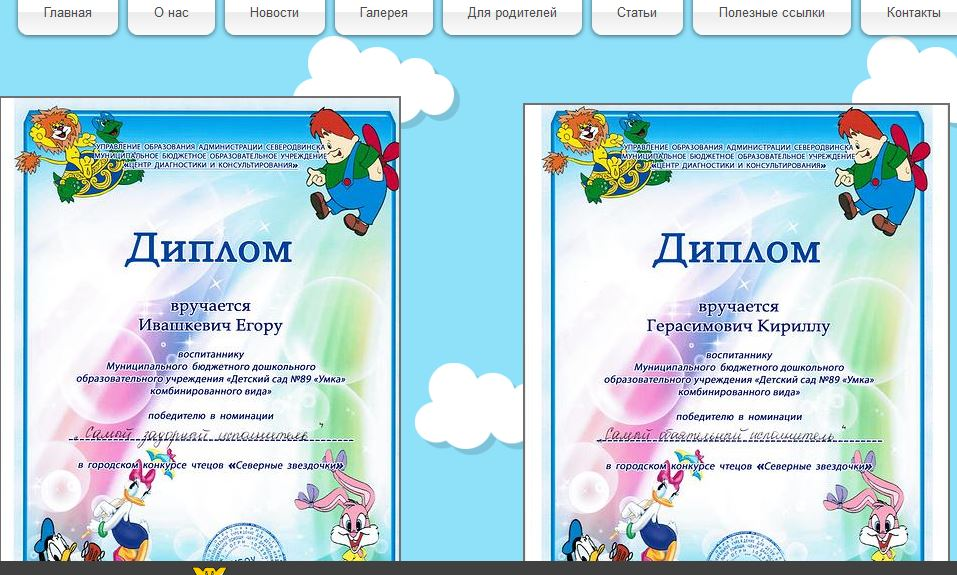 Главная
О нас
Новости
Галерея
Для родителей
Статьи
Полезные ссылки
Контакты
УПРАВЛЕНИЕ ОБРАЗОВАНИЯ АДМИНИСТРАЦИИ СЕВЕРОДВИНСКА
МУНИЦИПАЛЬНОЕ БЮДЖЕТНОЕ ОБРАЗОВАТЕЛЬНОЕ УЧРЕЖДЕНИЕ
«ЦЕНТР ДИАГНОСТИКИ И КОНСУЛЬТИРОВАНИЯ»
Диплом
вручается
Ивашкевич Егору
воспитаннику
Муниципального бюджетного дошкольного
образовательного учреждения «Детский сад №89 «Умка»
комбинированного вида»
победителю в номинации
„Самый задорный исполнитель"
в городском конкурсе чтецов «Северные звездочки»
УПРАВЛЕНИЕ ОБРАЗОВАНИЯ АДМИНИСТРАЦИИ СЕВЕРОДВИНСКА
МУНИЦИПАЛЬНОЕ БЮДЖЕТНОЕ ОБРАЗОВАТЕЛЬНОЕ УЧРЕЖДЕНИЕ
«ЦЕНТР ДИАГНОСТИКИ И КОНСУЛЬТИРОВАНИЯ»
Диплом
вручается
Герасимович Кириллу
воспитаннику
Муниципального бюджетного дошкольного
образовательного учреждения «Детский сад №89 «Умка»
комбинированного вида»
победителю в номинации
„Самый обаятельный исполнитель"
в городском конкурсе чтецов «Северные звездочки»